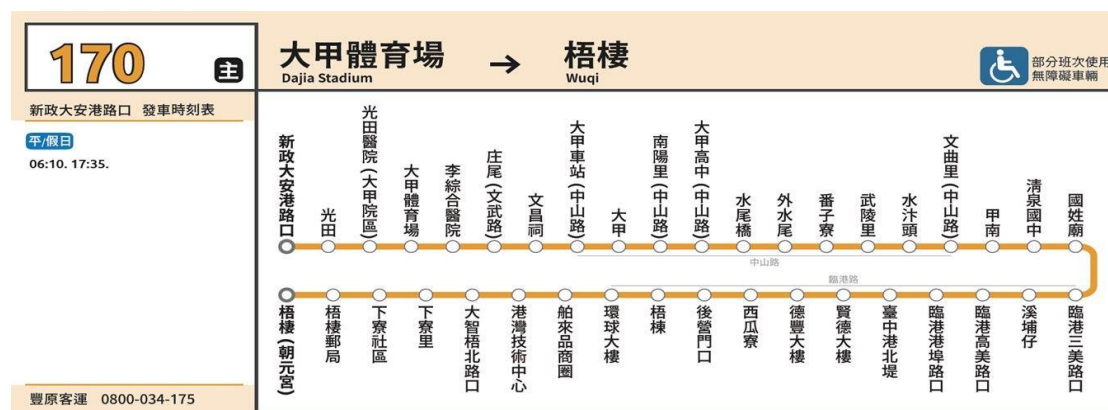 170 主
大甲體育場 → 梧棲
Dajia Stadium Wuqi
部分班次使用
無障礙車輛
新政大安港路口 發車時刻表
平/假日
06:10. 17:35.
新政大安港路口
光田
光田醫院(大甲院區)
大甲體育場
李綜合醫院
庄尾(文武路)
文昌祠
大甲車站(中山路)
大甲
南陽里(中山路)
大甲高中(中山路)
水尾橋
外水尾
番子寮
武陵里
水汴頭
文曲里(中山路)
甲南
清泉國中
國姓廟
中山路
臨港路
梧棲(朝元宮)
梧棲郵局
下寮社區
下寮里
大智梧北路口
港灣技術中心
舶來品商圈
環球大樓
梧棟
後營門口
西瓜寮
德豐大樓
賢德大樓
臺中港北堤
臨港港埠路口
臨港高美路口
溪埔仔
臨港三美路口
豐原客運 0800-034-175